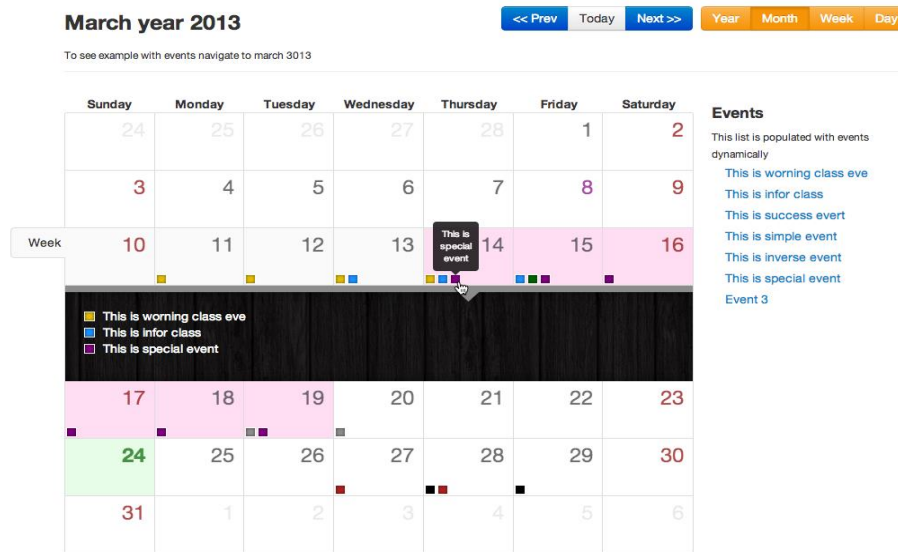 March year 2013
<< Prev Today Next >>
Year Month Week Day
To see example with events navigate to march 3013
Sunday Monday Tuesday Wednesday Thursday Friday Saturday
24 25 26 27 28 1 2
3 4 5 6 7 8 9
Week
10 11 12 13 14 15 16
This is
special
event
This is worning class eve
This is infor class
This is special event
17 18 19 20 21 22 23
24 25 26 27 28 29 30
31 1 2 3 4 5 6
Events
This list is populated with events
dynamically
This is worning class eve
This is infor class
This is success evert
This is simple event
This is inverse event
This is special event
Event 3